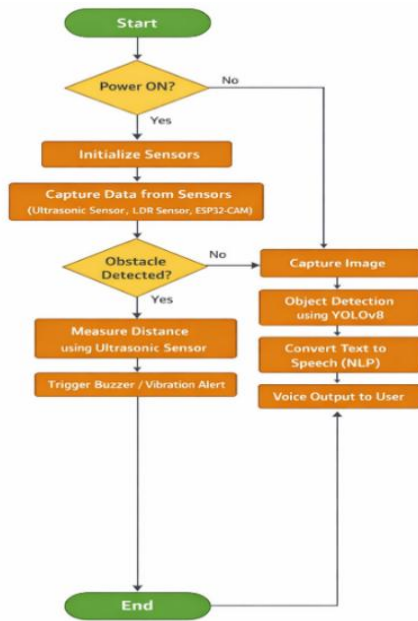 Start
Power ON?
No
Yes
Initialize Sensors
Capture Data from Sensors
(Ultrasonic Sensor, LDR Sensor, ESP32-CAM)
Obstacle
Detected?
No
Yes
Measure Distance
using Ultrasonic Sensor
Trigger Buzzer / Vibration Alert
End
Capture Image
Object Detection
using YOLOv8
Convert Text to
Speech (NLP)
Voice Output to User